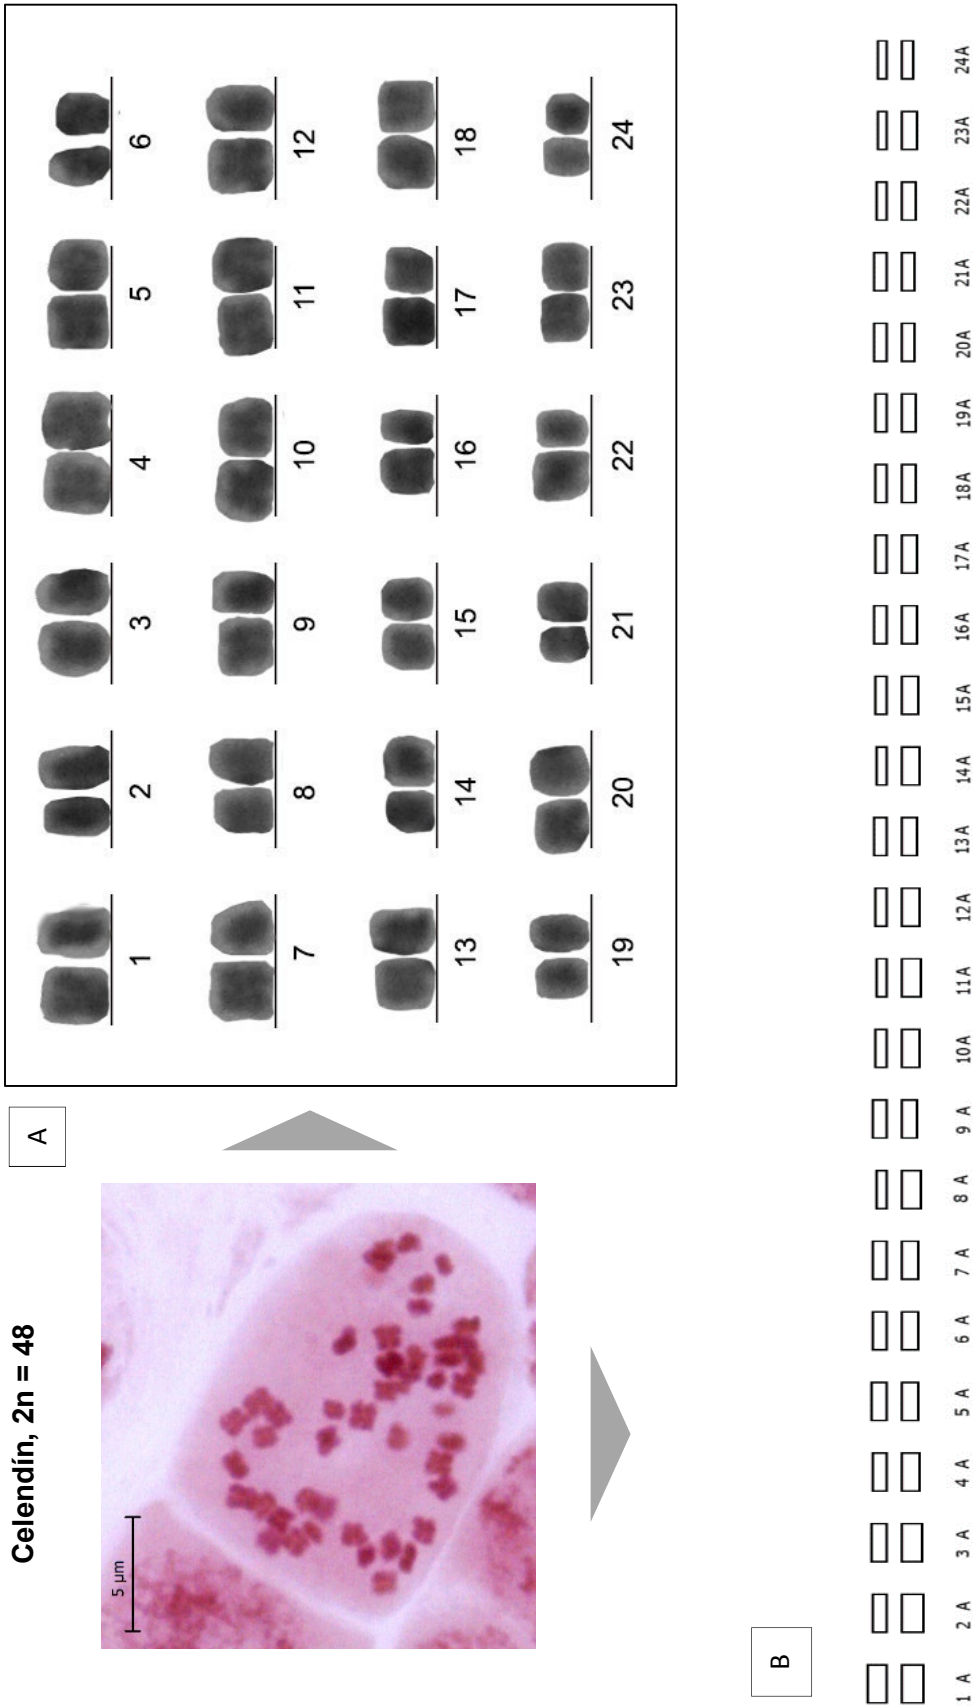 Celendín, 2n = 48
5 µm
A
1 2 3 4 5 6
7 8 9 10 11 12
13 14 15 16 17 18
19 20 21 22 23 24
B
1 A 2 A 3 A 4 A 5 A 6 A 7 A 8 A 9 A 10A 11A 12A 13A 14A 15A 16A 17A 18A 19A 20A 21A 22A 23A 24A